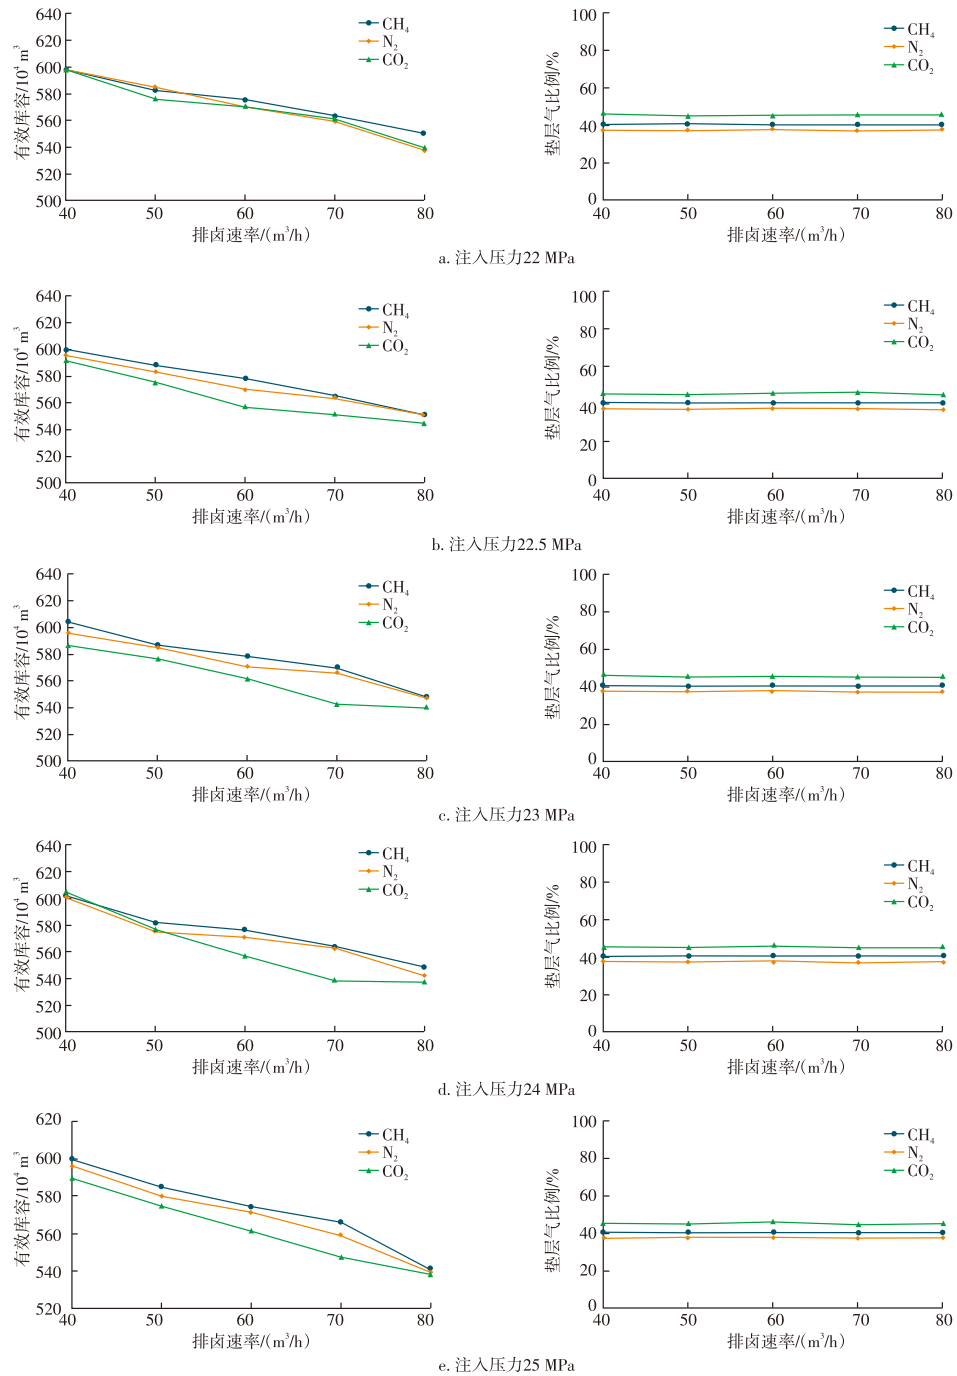 640
620
600
580
560
540
520
500
有效库容/10⁴ m³
CH₄
N₂
CO₂
40 50 60 70 80
排卤速率/(m³/h)
100
80
60
40
20
0
垫层气比例/%
CH₄
N₂
CO₂
40 50 60 70 80
排卤速率/(m³/h)
a. 注入压力22 MPa
640
620
600
580
560
540
520
500
有效库容/10⁴ m³
CH₄
N₂
CO₂
40 50 60 70 80
排卤速率/(m³/h)
100
80
60
40
20
0
垫层气比例/%
CH₄
N₂
CO₂
40 50 60 70 80
排卤速率/(m³/h)
b. 注入压力22.5 MPa
640
620
600
580
560
540
520
500
有效库容/10⁴ m³
CH₄
N₂
CO₂
40 50 60 70 80
排卤速率/(m³/h)
100
80
60
40
20
0
垫层气比例/%
CH₄
N₂
CO₂
40 50 60 70 80
排卤速率/(m³/h)
c. 注入压力23 MPa
640
620
600
580
560
540
520
500
有效库容/10⁴ m³
CH₄
N₂
CO₂
40 50 60 70 80
排卤速率/(m³/h)
100
80
60
40
20
0
垫层气比例/%
CH₄
N₂
CO₂
40 50 60 70 80
排卤速率/(m³/h)
d. 注入压力24 MPa
620
600
580
560
540
520
有效库容/10⁴ m³
CH₄
N₂
CO₂
40 50 60 70 80
排卤速率/(m³/h)
100
80
60
40
20
0
垫层气比例/%
CH₄
N₂
CO₂
40 50 60 70 80
排卤速率/(m³/h)
e. 注入压力25 MPa